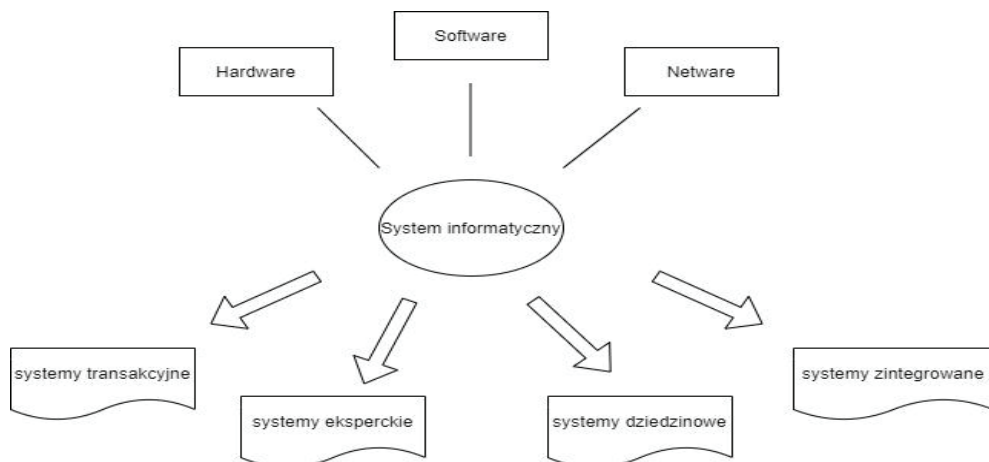 Software
Hardware
Netware
System informatyczny
systemy transakcyjne
systemy zintegrowane
systemy eksperckie
systemy dziedzinowe